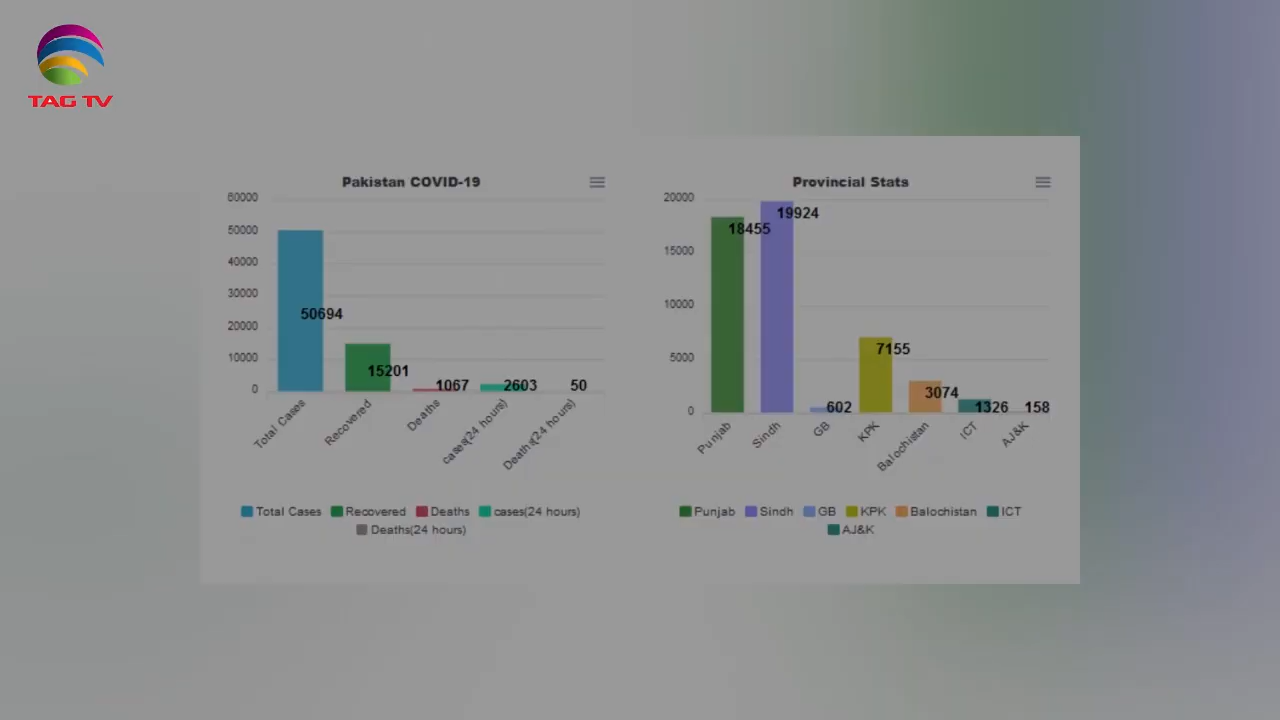 TAG TV
Pakistan COVID-19
60000
50000
40000
30000
20000
10000
0
50694
15201
1067
2603
50
Total Cases
Recovered
Deaths
cases(24 hours)
Deaths(24 hours)
Total Cases Recovered Deaths cases(24 hours)
Deaths(24 hours)
Provincial Stats
20000
15000
10000
5000
0
18455
19924
602
7155
3074
1326
158
Punjab
Sindh
GB
KPK
Balochistan
ICT
AJ&K
Punjab Sindh GB KPK Balochistan ICT
AJ&K